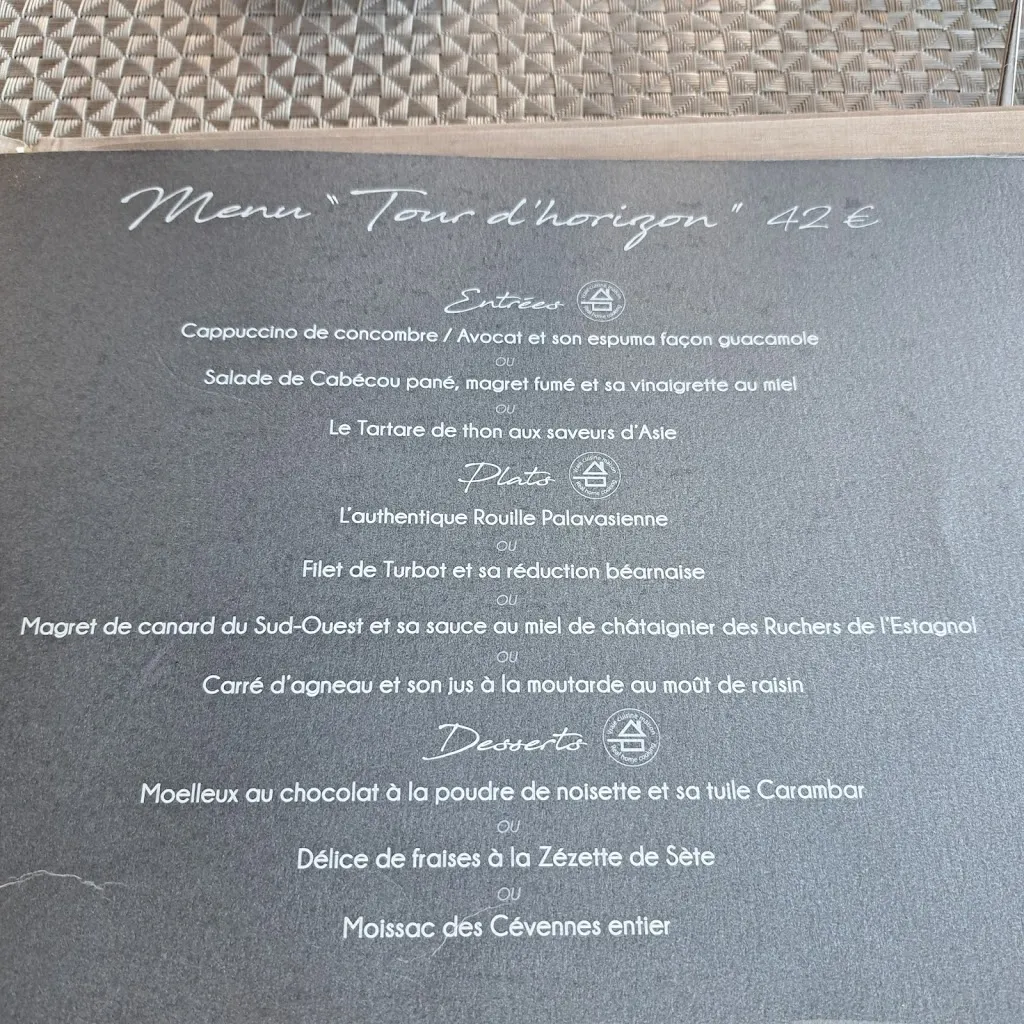 Menu " Tour d'horizon " 42 €
Entrées
Cappuccino de concombre / Avocat et son espuma façon guacamole
OU
Salade de Cabécou pané, magret fumé et sa vinaigrette au miel
OU
Le Tartare de thon aux saveurs d'Asie
Plats
L'authentique Rouille Palavasienne
OU
Filet de Turbot et sa réduction béarnaise
OU
Magret de canard du Sud-Ouest et sa sauce au miel de châtaignier des Ruchers de l'Estagnol
OU
Carré d'agneau et son jus à la moutarde au moût de raisin
Desserts
Moelleux au chocolat à la poudre de noisette et sa tuile Carambar
OU
Délice de fraises à la Zézette de Sète
OU
Moissac des Cévennes entier